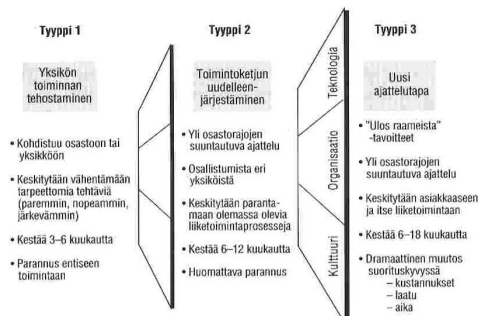 Tyyppi 1
Yksikön
toiminnan
tehostaminen
• Kohdistuu osastoon tai
yksikköön
• Keskitytään vähentämään
tarpeettomia tehtäviä
(paremmin, nopeammin,
järkevämmin)
• Kestää 3–6 kuukautta
• Parannus entiseen
toimintaan
Tyyppi 2
Toimintoketjun
uudelleen-
järjestäminen
• Yli osastorajojen
suuntautuva ajattelu
• Osallistumista eri
yksiköistä
• Keskitytään paranta-
maan olemassa olevia
liiketoimintaprosesseja
• Kestää 6–12 kuukautta
• Huomattava parannus
Teknologia
Organisaatio
Kulttuuri
Tyyppi 3
Uusi
ajattelutapa
• "Ulos raameista"
-tavoitteet
• Yli osastorajojen
suuntautuva ajattelu
• Keskitytään asiakkaaseen
ja itse liiketoimintaan
• Kestää 6–18 kuukautta
• Dramaattinen muutos
suorituskyvyssä
– kustannukset
– laatu
– aika